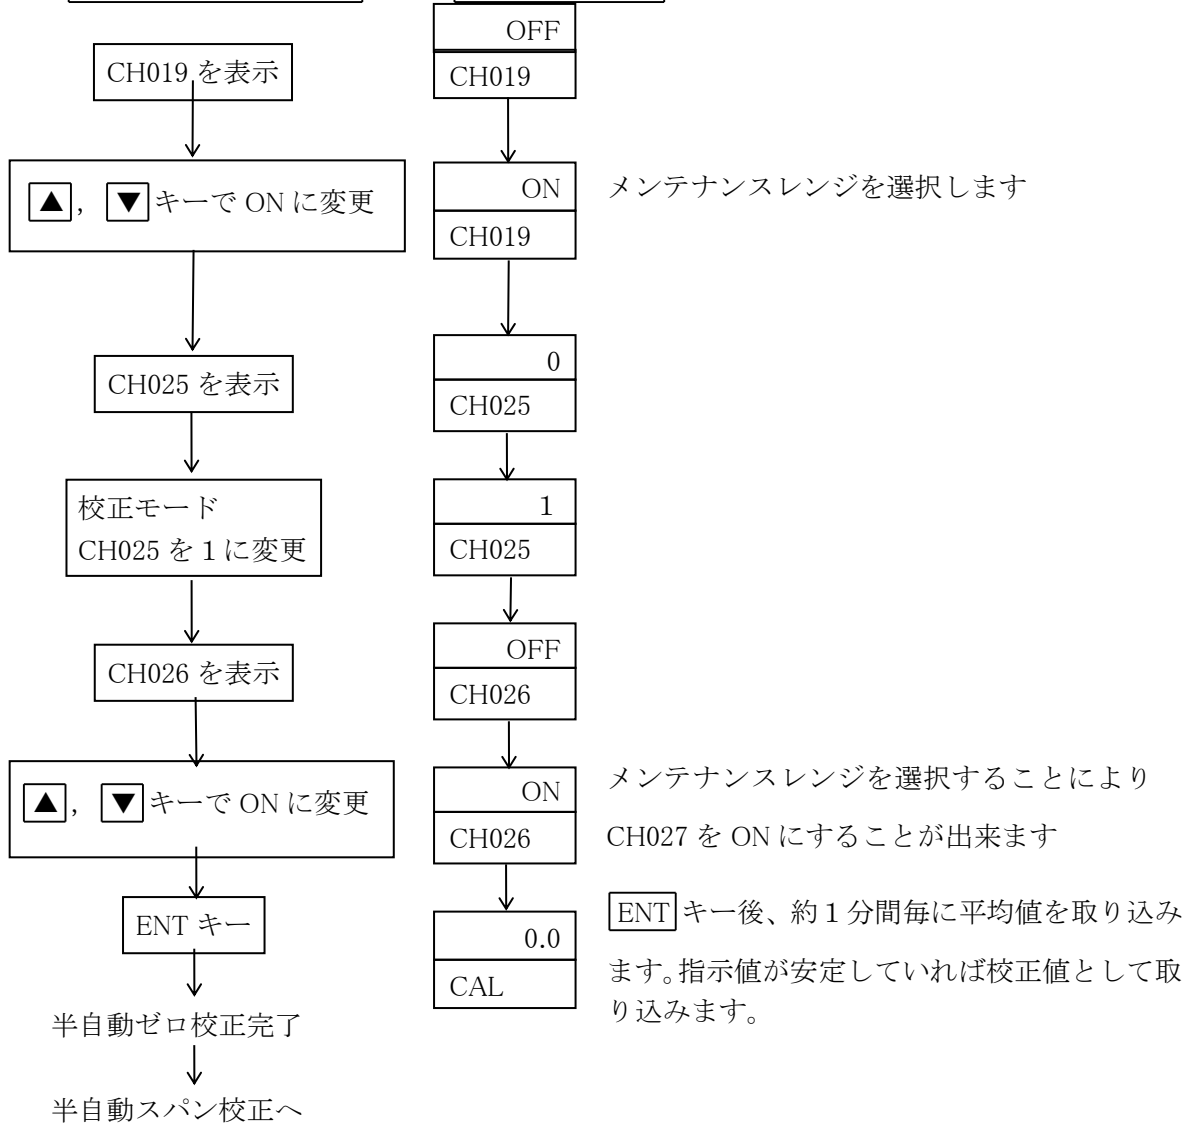 OFF
CH019 を表示
CH019
▲, ▼キーで ON に変更
ON
メンテナンスレンジを選択します
CH019
CH025 を表示
0
CH025
校正モード
CH025 を１に変更
1
CH025
CH026 を表示
OFF
CH026
▲, ▼キーで ON に変更
ON
CH026
メンテナンスレンジを選択することにより
CH027 を ON にすることが出来ます
ENT キー
0.0
CAL
ENT キー後、約１分間毎に平均値を取り込み
ます。指示値が安定していれば校正値として取
り込みます。
半自動ゼロ校正完了
半自動スパン校正へ